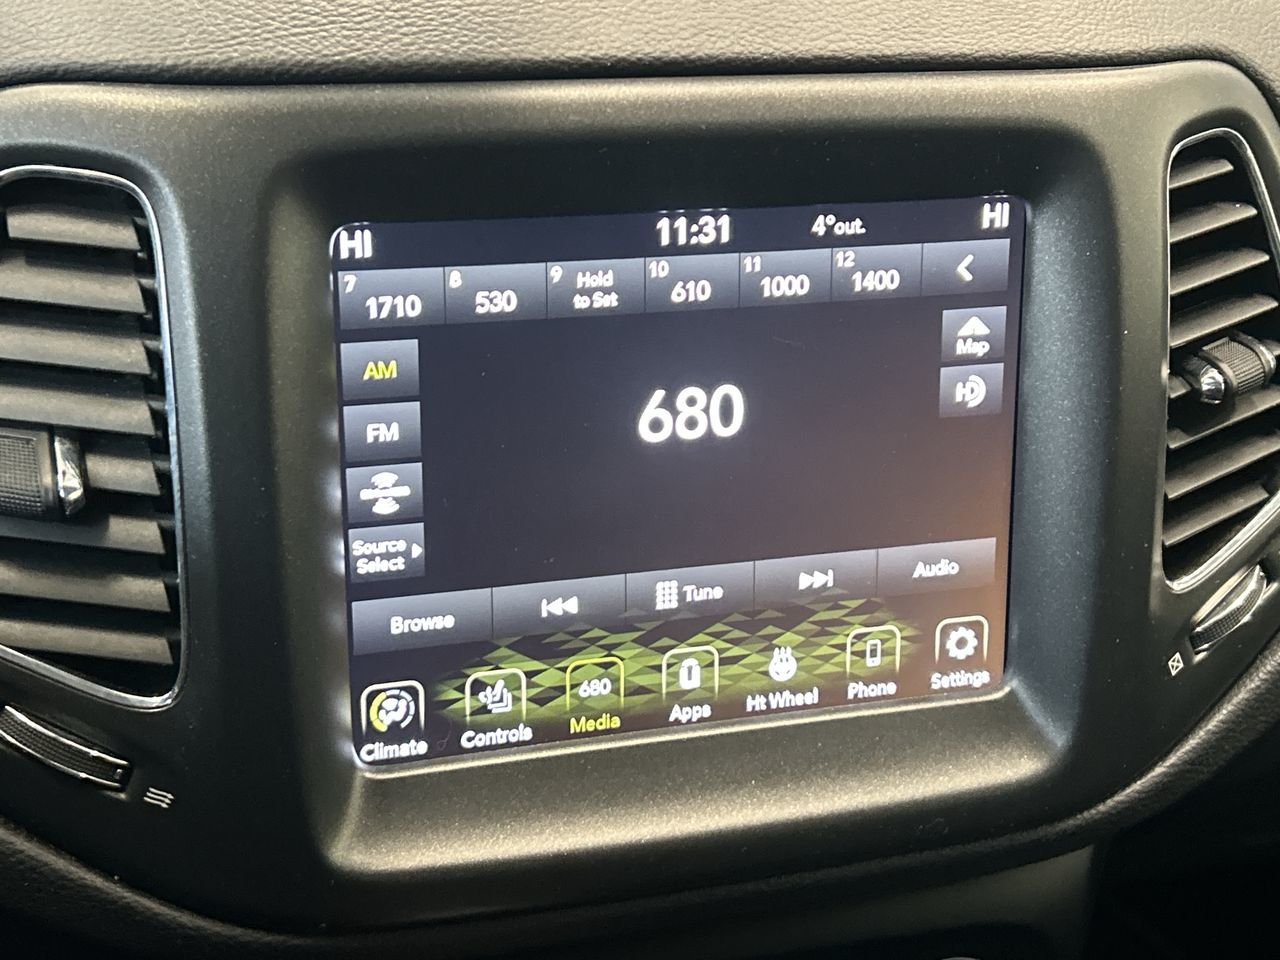 HI 11:31 4°out. HI
7 1710 8 530 9 Hold to Set 10 610 11 1000 12 1400
Map
AM
680
HD
FM
Source
Select
Browse Tune Audio
680
Climate Controls Media Apps Ht Wheel Phone Settings